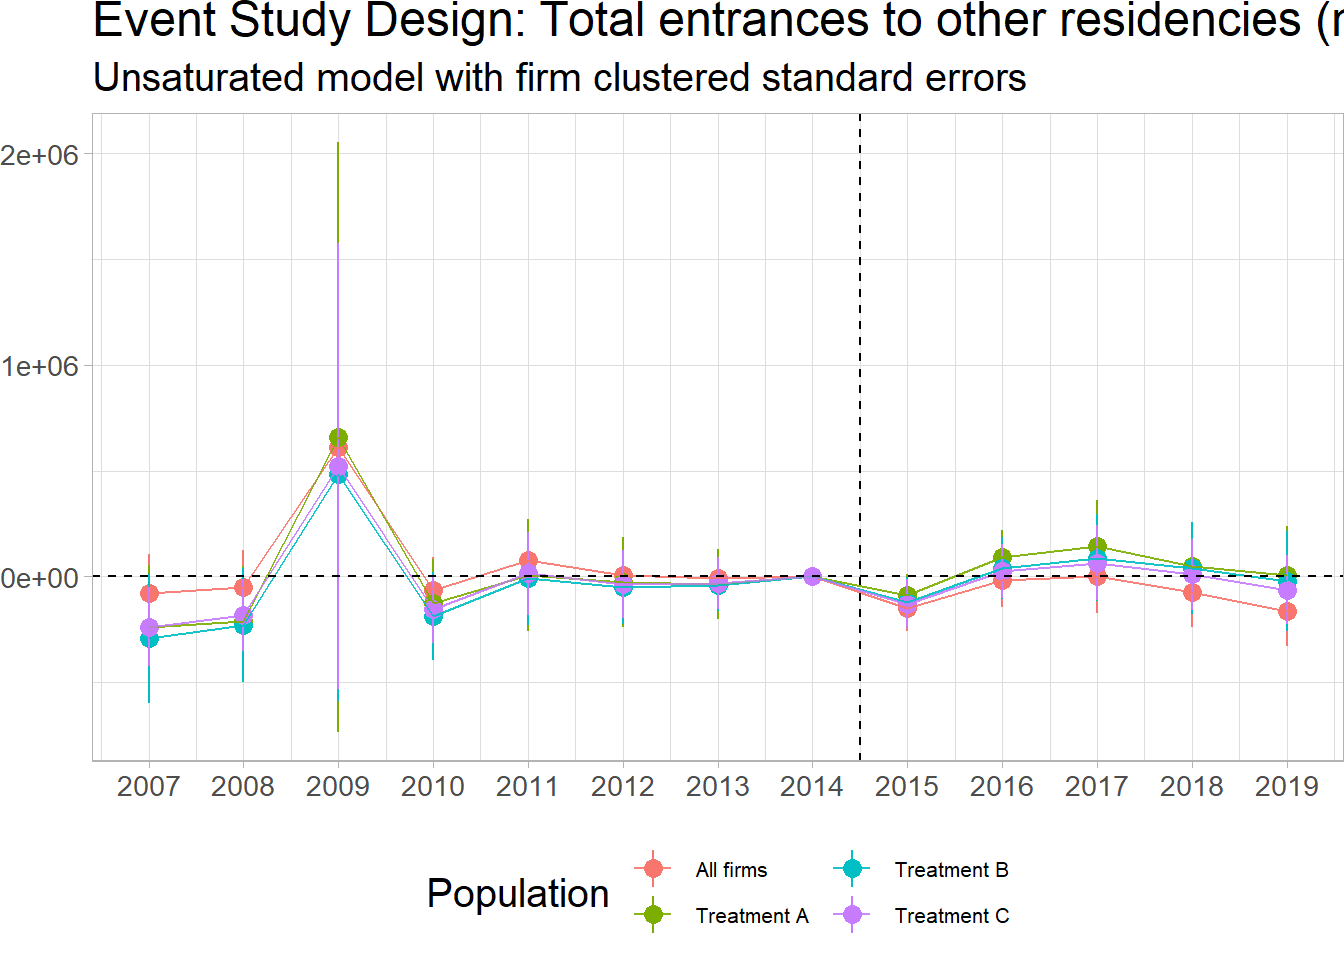 Event Study Design: Total entrances to other residencies (
Unsaturated model with firm clustered standard errors
2e+06
1e+06
0e+00
2007 2008 2009 2010 2011 2012 2013 2014 2015 2016 2017 2018 2019
Population
All firms
Treatment A
Treatment B
Treatment C